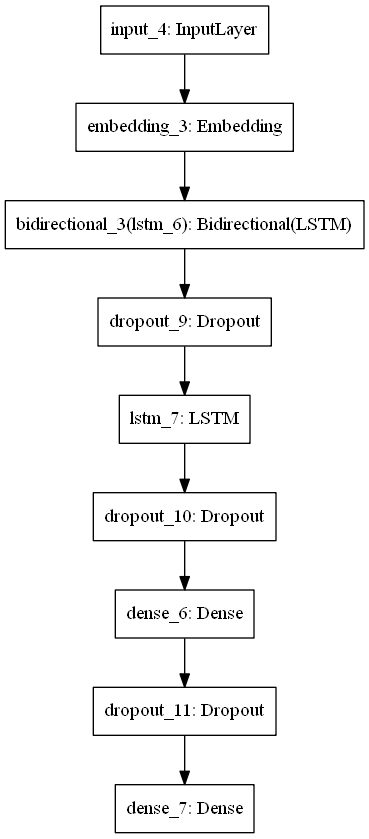 input_4: InputLayer
embedding_3: Embedding
bidirectional_3(lstm_6): Bidirectional(LSTM)
dropout_9: Dropout
lstm_7: LSTM
dropout_10: Dropout
dense_6: Dense
dropout_11: Dropout
dense_7: Dense